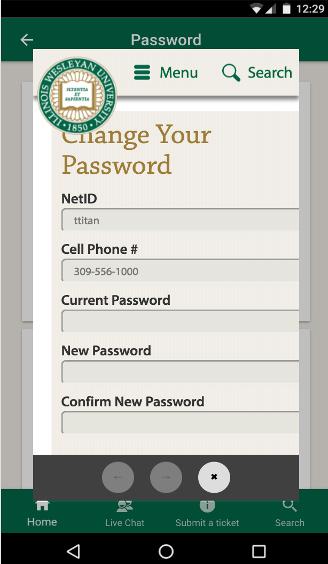 12:29
Password
ILLINOIS WESLEYAN UNIVERSITY
SCIENTIA
ET
SAPIENTIA
1850
Menu
Search
Change Your
Password
NetID
ttitan
Cell Phone #
309-556-1000
Current Password
New Password
Confirm New Password
Home
Live Chat
Submit a ticket
Search